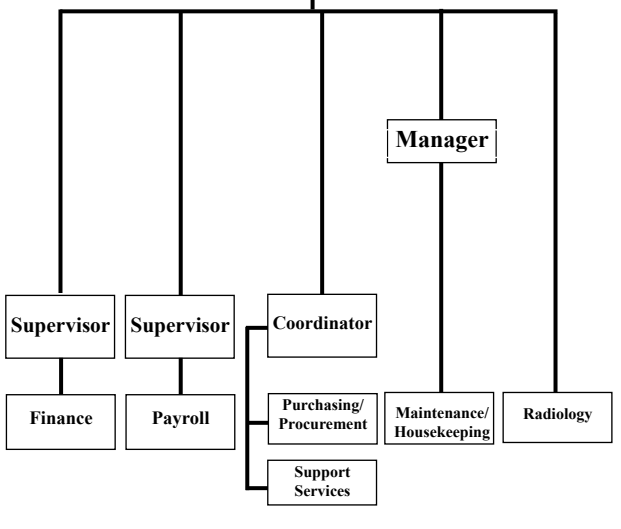 Manager
Supervisor
Supervisor
Coordinator
Finance
Payroll
Purchasing/
Procurement
Maintenance/
Housekeeping
Radiology
Support
Services